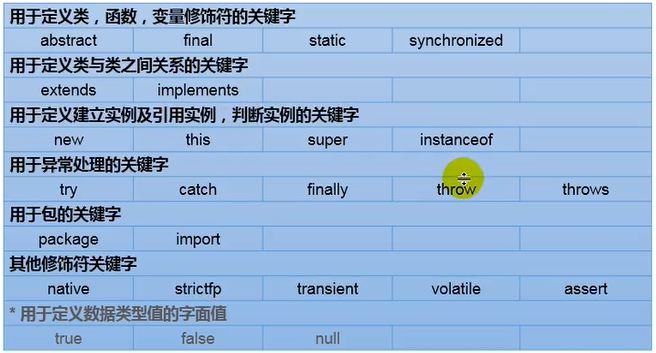 用于定义类，函数，变量修饰符的关键字
abstract final static synchronized
用于定义类与类之间关系的关键字
extends implements
用于定义建立实例及引用实例，判断实例的关键字
new this super instanceof
用于异常处理的关键字
try catch finally throw throws
用于包的关键字
package import
其他修饰符关键字
native strictfp transient volatile assert
* 用于定义数据类型值的字面值
true false null